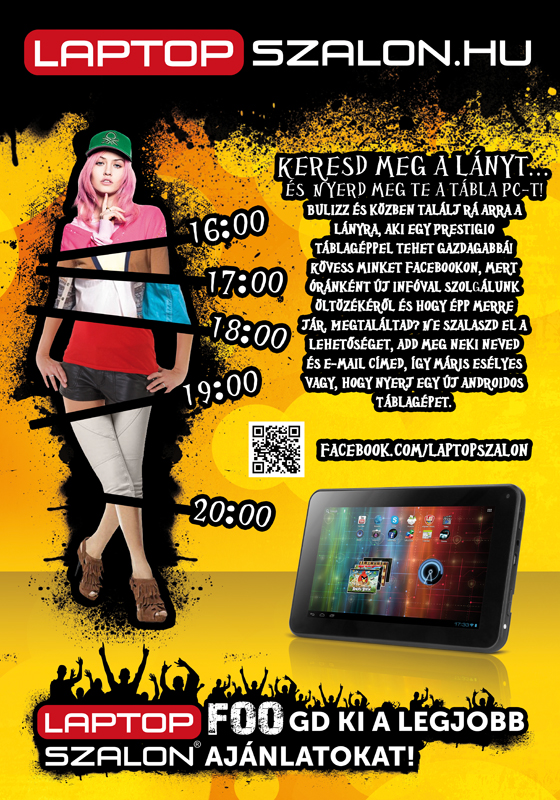 LAPTOP SZALON.HU
KERESD MEG A LÁNYT...
ÉS NYERD MEG TE A TÁBLA PC-T!
BULIZZ ÉS KÖZBEN TALÁLJ RÁ ARRA A
LÁNYRA, AKI EGY PRESTIGIO
TÁBLAGÉPPEL TEHET GAZDAGABBÁ!
KÖVESS MINKET FACEBOOKON, MERT
ÓRÁNKÉNT ÚJ INFÓVAL SZOLGÁLUNK
ÖLTÖZÉKÉRŐL ÉS HOGY ÉPP MERRE
JÁR, MEGTALÁLTAD? NE SZALASZD EL A
LEHETŐSÉGET, ADD MEG NEKI NEVED
ÉS E-MAIL CÍMED, ÍGY MÁRIS ESÉLYES
VAGY, HOGY NYERJ EGY ÚJ ANDROIDOS
TÁBLAGÉPET.
16:00
17:00
18:00
19:00
20:00
FACEBOOK.COM/LAPTOPSZALON
17:30
LAPTOP
SZALON®
FOOGD KI A LEGJOBB
AJÁNLATOKAT!